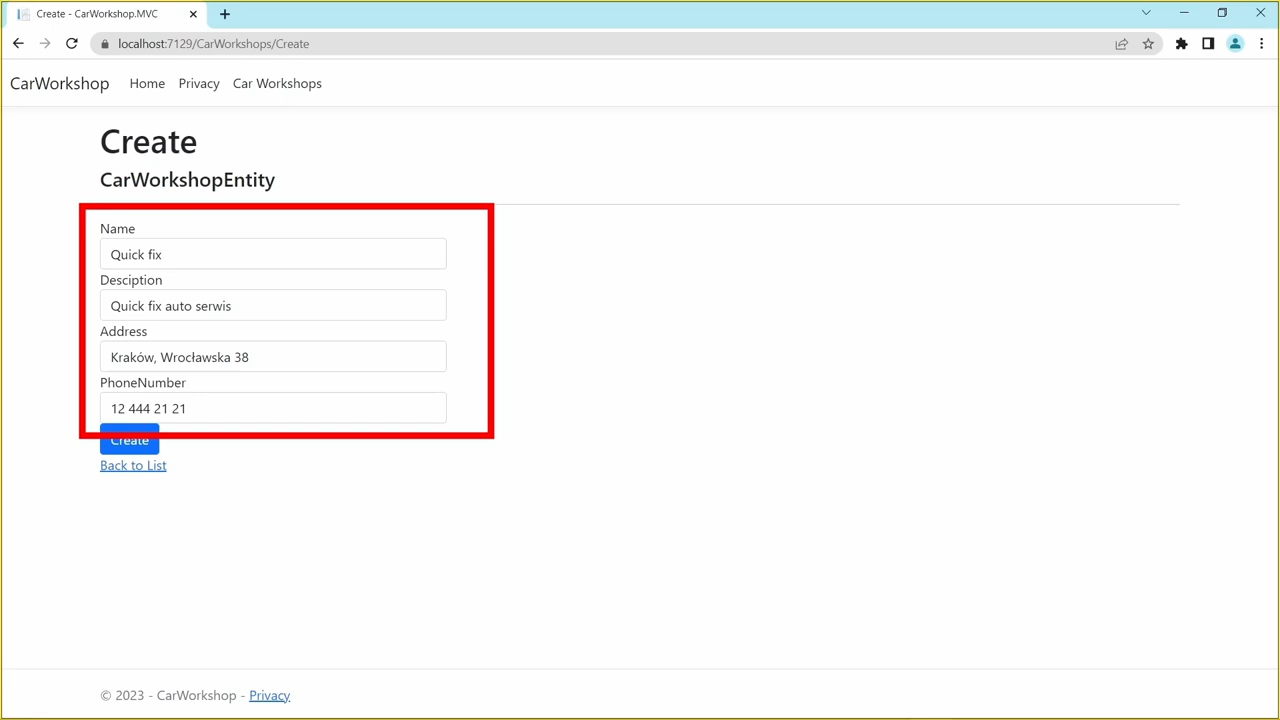 Create - CarWorkshop.MVC
localhost:7129/CarWorkshops/Create
CarWorkshop Home Privacy Car Workshops
Create
CarWorkshopEntity
Name
Quick fix
Desciption
Quick fix auto serwis
Address
Kraków, Wrocławska 38
PhoneNumber
12 444 21 21
Create
Back to List
© 2023 - CarWorkshop - Privacy